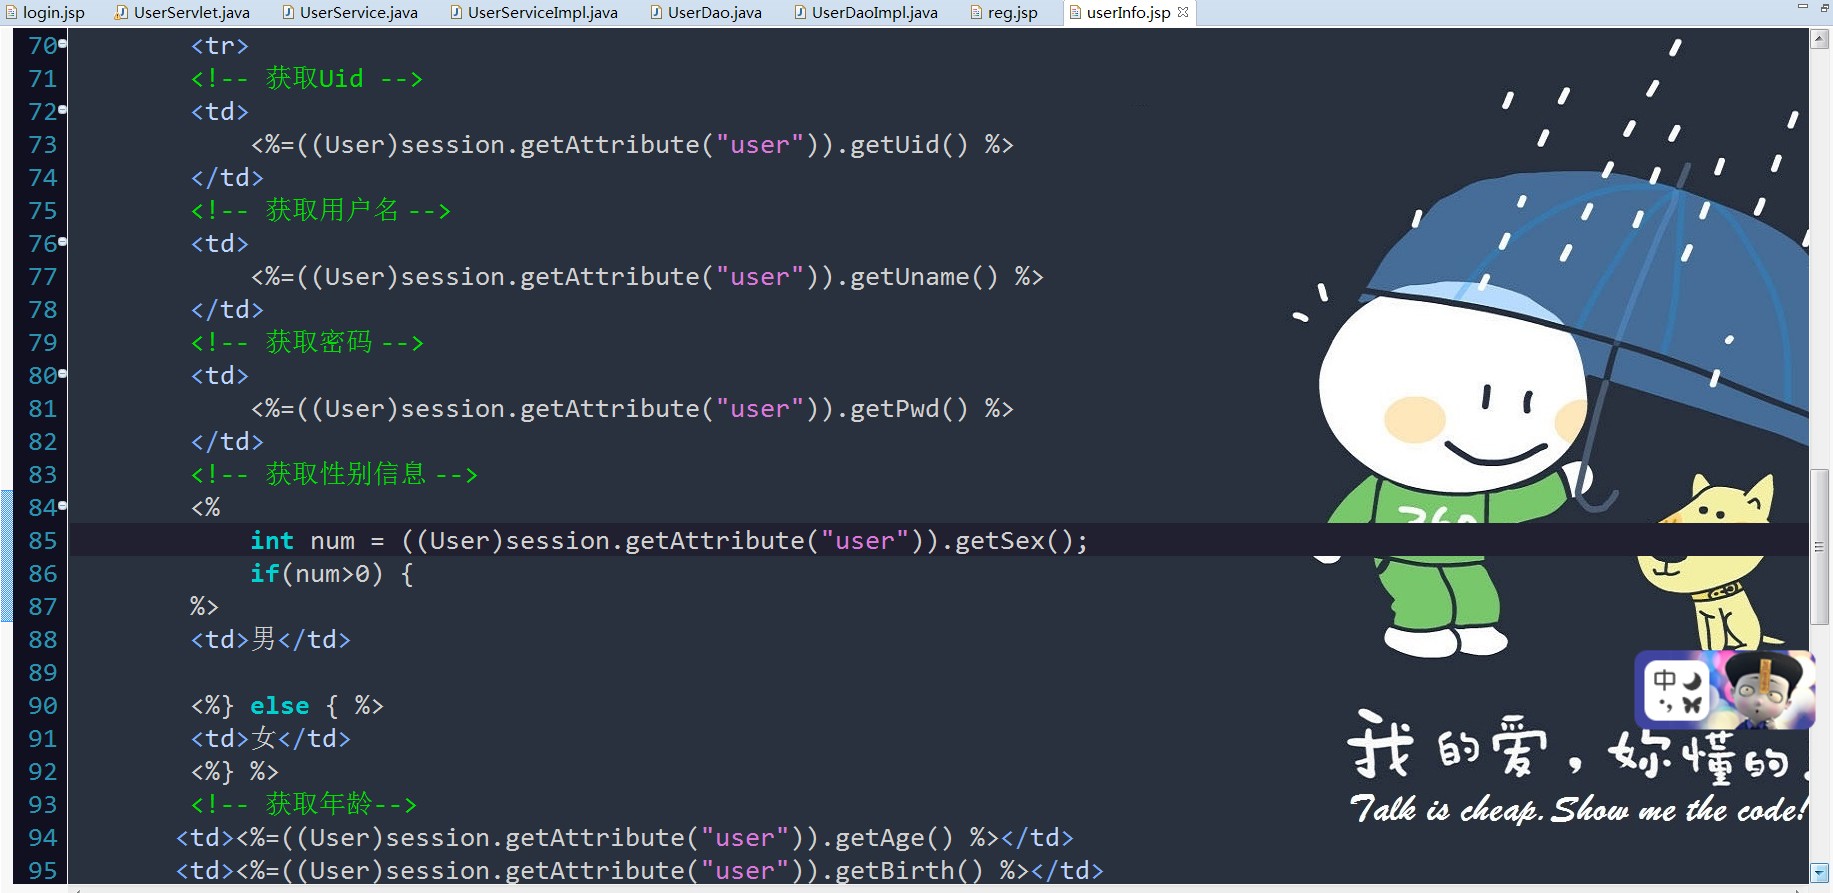 login.jsp UserServlet.java UserService.java UserServiceImpl.java UserDao.java UserDaoImpl.java reg.jsp userInfo.jsp
70 <tr>
71 <!-- 获取Uid -->
72 <td>
73 <%=((User)session.getAttribute("user")).getUid() %>
74 </td>
75 <!-- 获取用户名 -->
76 <td>
77 <%=((User)session.getAttribute("user")).getUname() %>
78 </td>
79 <!-- 获取密码 -->
80 <td>
81 <%=((User)session.getAttribute("user")).getPwd() %>
82 </td>
83 <!-- 获取性别信息 -->
84 <%
85 int num = ((User)session.getAttribute("user")).getSex();
86 if(num>0) {
87 %>
88 <td>男</td>
89
90 <%} else { %>
91 <td>女</td>
92 <%} %>
93 <!-- 获取年龄-->
94 <td><%=((User)session.getAttribute("user")).getAge() %></td>
95 <td><%=((User)session.getAttribute("user")).getBirth() %></td>
中
我的爱，妳懂的.
Talk is cheap. Show me the code!